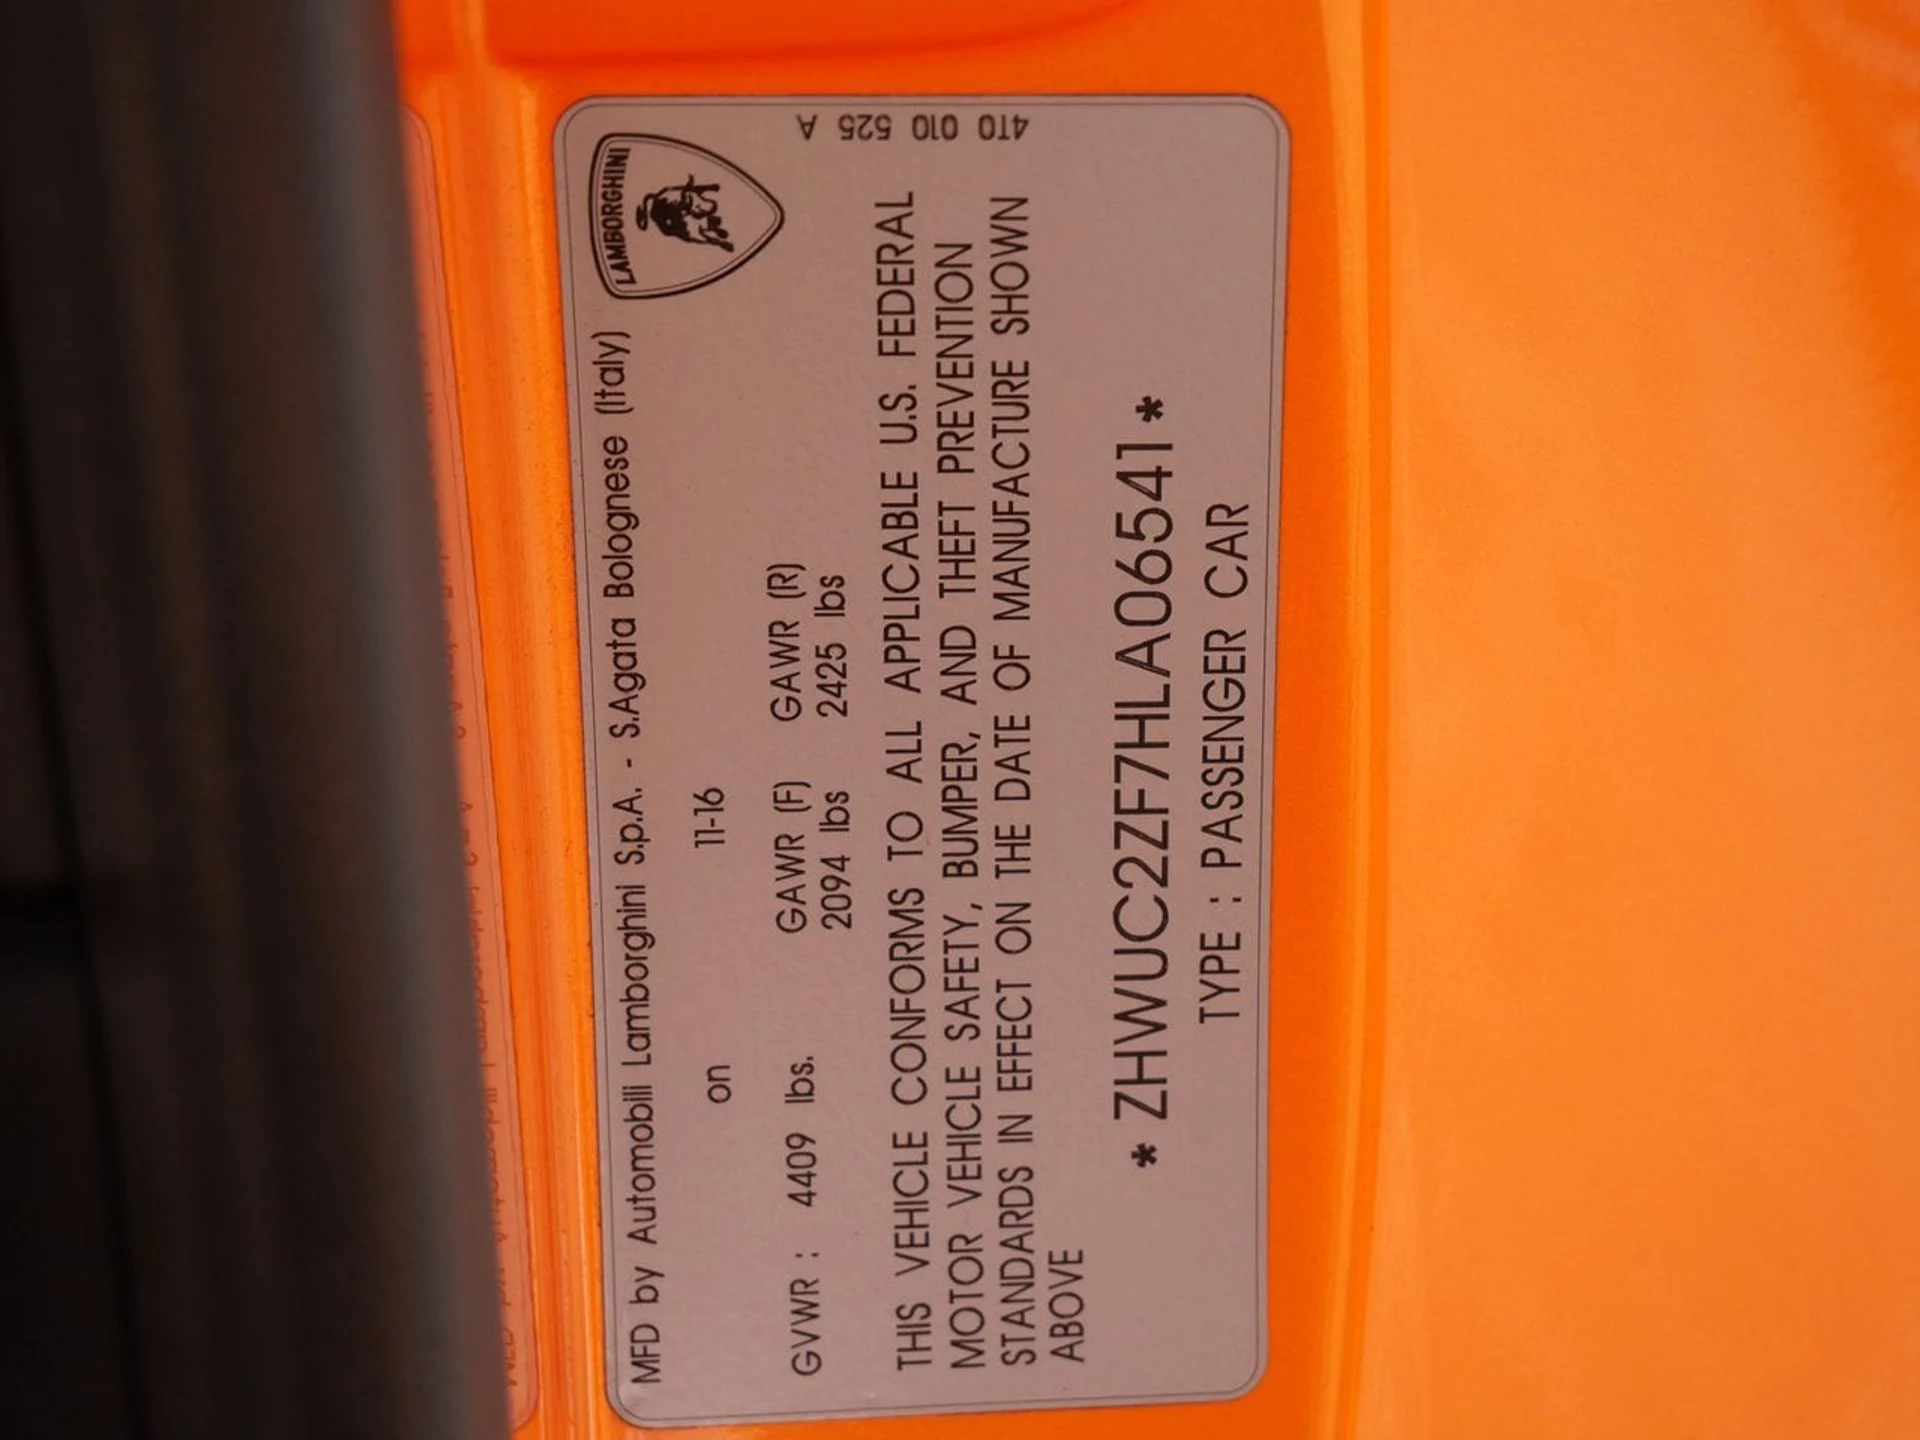 LAMBORGHINI
MFD by Automobili Lamborghini S.p.A. - S.Agata Bolognese (Italy)
on 11-16
GVWR : 4409 lbs. GAWR (F) GAWR (R)
2094 lbs 2425 lbs
THIS VEHICLE CONFORMS TO ALL APPLICABLE U.S. FEDERAL
MOTOR VEHICLE SAFETY, BUMPER, AND THEFT PREVENTION
STANDARDS IN EFFECT ON THE DATE OF MANUFACTURE SHOWN
ABOVE
* ZHWUC2ZF7HLA06541 *
TYPE : PASSENGER CAR
4T0 010 525 A